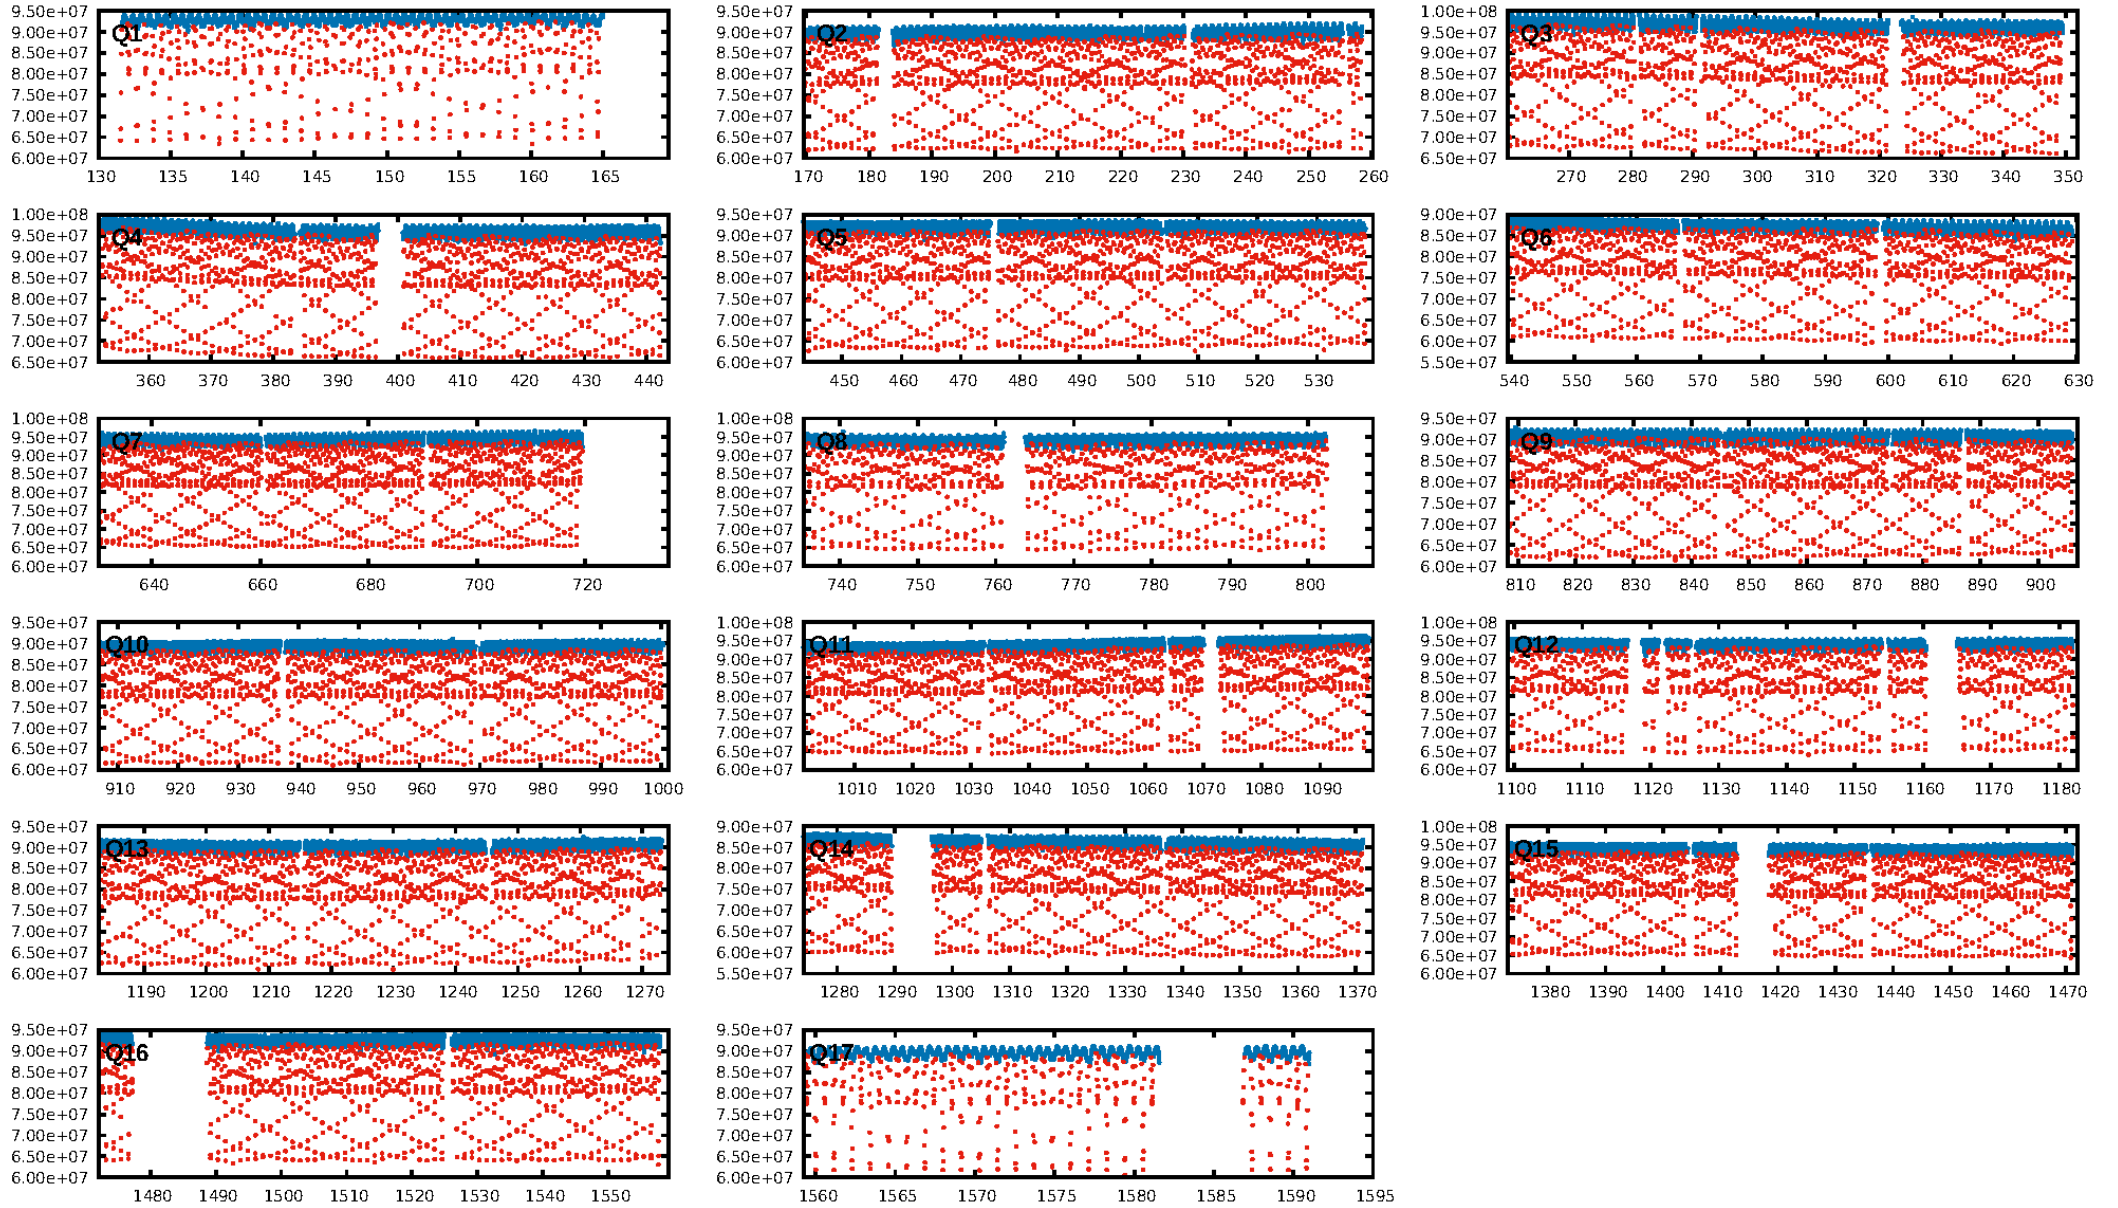 9.50e+07 9.00e+07 8.50e+07 8.00e+07 7.50e+07 7.00e+07 6.50e+07 6.00e+07
Q1
130 135 140 145 150 155 160 165
9.50e+07 9.00e+07 8.50e+07 8.00e+07 7.50e+07 7.00e+07 6.50e+07 6.00e+07
Q2
170 180 190 200 210 220 230 240 250 260
1.00e+08 9.50e+07 9.00e+07 8.50e+07 8.00e+07 7.50e+07 7.00e+07 6.50e+07
Q3
270 280 290 300 310 320 330 340 350
1.00e+08 9.50e+07 9.00e+07 8.50e+07 8.00e+07 7.50e+07 7.00e+07 6.50e+07
Q4
360 370 380 390 400 410 420 430 440
9.50e+07 9.00e+07 8.50e+07 8.00e+07 7.50e+07 7.00e+07 6.50e+07 6.00e+07
Q5
450 460 470 480 490 500 510 520 530
9.00e+07 8.50e+07 8.00e+07 7.50e+07 7.00e+07 6.50e+07 6.00e+07 5.50e+07
Q6
540 550 560 570 580 590 600 610 620 630
1.00e+08 9.50e+07 9.00e+07 8.50e+07 8.00e+07 7.50e+07 7.00e+07 6.50e+07 6.00e+07
Q7
640 660 680 700 720
1.00e+08 9.50e+07 9.00e+07 8.50e+07 8.00e+07 7.50e+07 7.00e+07 6.50e+07 6.00e+07
Q8
740 750 760 770 780 790 800
9.50e+07 9.00e+07 8.50e+07 8.00e+07 7.50e+07 7.00e+07 6.50e+07 6.00e+07
Q9
810 820 830 840 850 860 870 880 890 900
9.50e+07 9.00e+07 8.50e+07 8.00e+07 7.50e+07 7.00e+07 6.50e+07 6.00e+07
Q10
910 920 930 940 950 960 970 980 990 1000
1.00e+08 9.50e+07 9.00e+07 8.50e+07 8.00e+07 7.50e+07 7.00e+07 6.50e+07 6.00e+07
Q11
1010 1020 1030 1040 1050 1060 1070 1080 1090
1.00e+08 9.50e+07 9.00e+07 8.50e+07 8.00e+07 7.50e+07 7.00e+07 6.50e+07 6.00e+07
Q12
1100 1110 1120 1130 1140 1150 1160 1170 1180
9.50e+07 9.00e+07 8.50e+07 8.00e+07 7.50e+07 7.00e+07 6.50e+07 6.00e+07
Q13
1190 1200 1210 1220 1230 1240 1250 1260 1270
9.00e+07 8.50e+07 8.00e+07 7.50e+07 7.00e+07 6.50e+07 6.00e+07 5.50e+07
Q14
1280 1290 1300 1310 1320 1330 1340 1350 1360 1370
1.00e+08 9.50e+07 9.00e+07 8.50e+07 8.00e+07 7.50e+07 7.00e+07 6.50e+07 6.00e+07
Q15
1380 1390 1400 1410 1420 1430 1440 1450 1460 1470
9.50e+07 9.00e+07 8.50e+07 8.00e+07 7.50e+07 7.00e+07 6.50e+07 6.00e+07
Q16
1480 1490 1500 1510 1520 1530 1540 1550
9.50e+07 9.00e+07 8.50e+07 8.00e+07 7.50e+07 7.00e+07 6.50e+07 6.00e+07
Q17
1560 1565 1570 1575 1580 1585 1590 1595